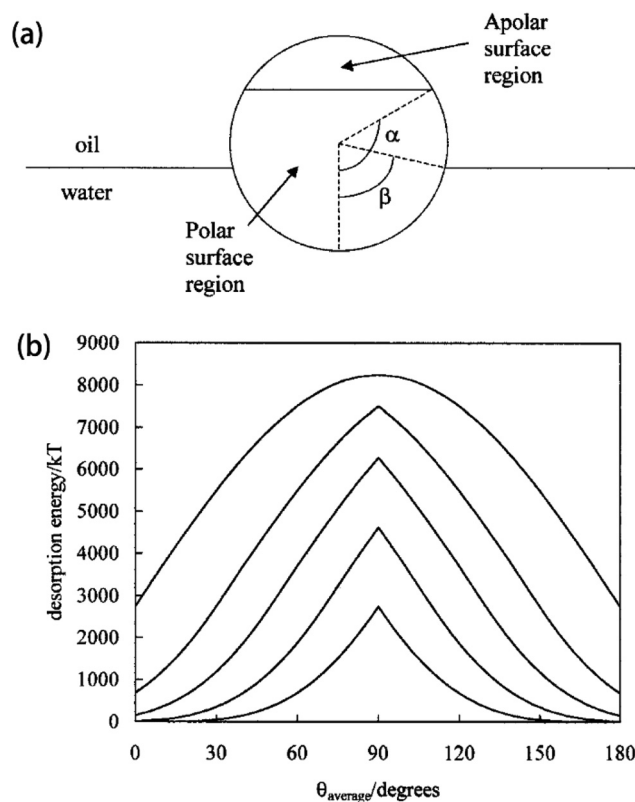 (a)
Apolar
surface
region
oil
water
α
β
Polar
surface
region
(b)
desorption energy/kT
9000
8000
7000
6000
5000
4000
3000
2000
1000
0
0 30 60 90 120 150 180
θaverage/degrees